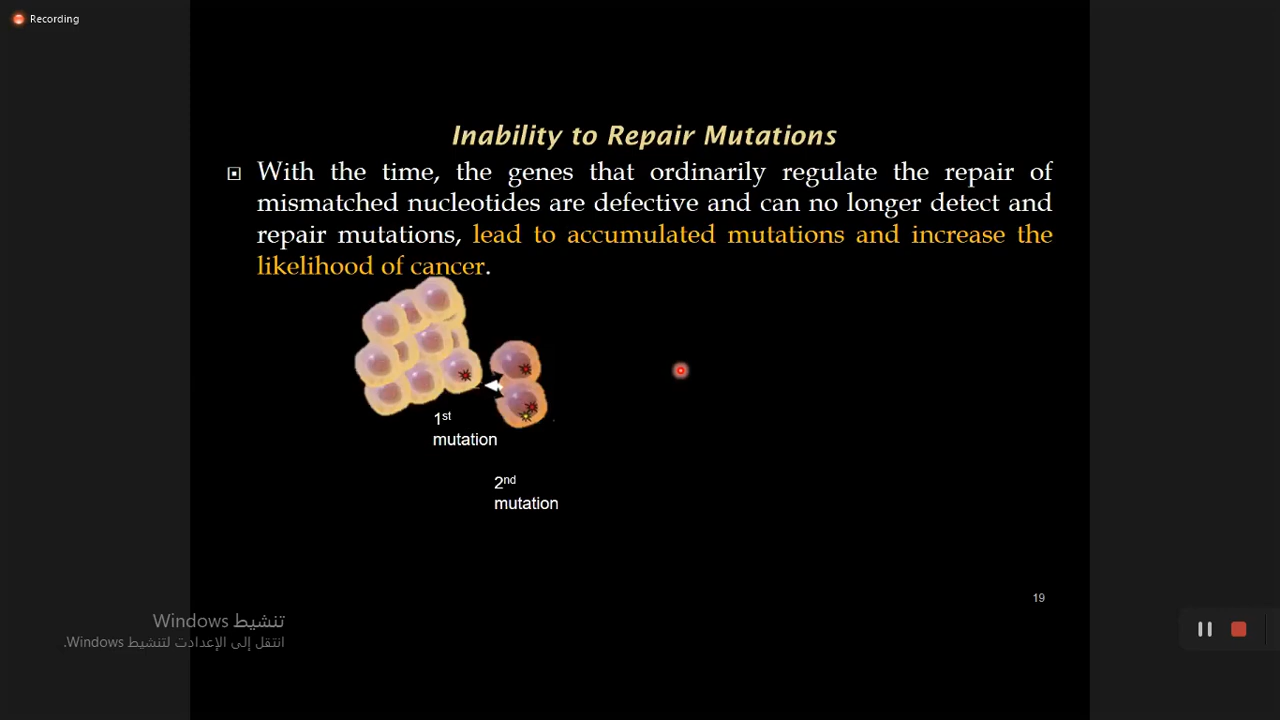 Recording
Inability to Repair Mutations
With the time, the genes that ordinarily regulate the repair of
mismatched nucleotides are defective and can no longer detect and
repair mutations, lead to accumulated mutations and increase the
likelihood of cancer.
1st
mutation
2nd
mutation
19
تنشيط Windows
انتقل إلى الإعدادت لتنشيط Windows.